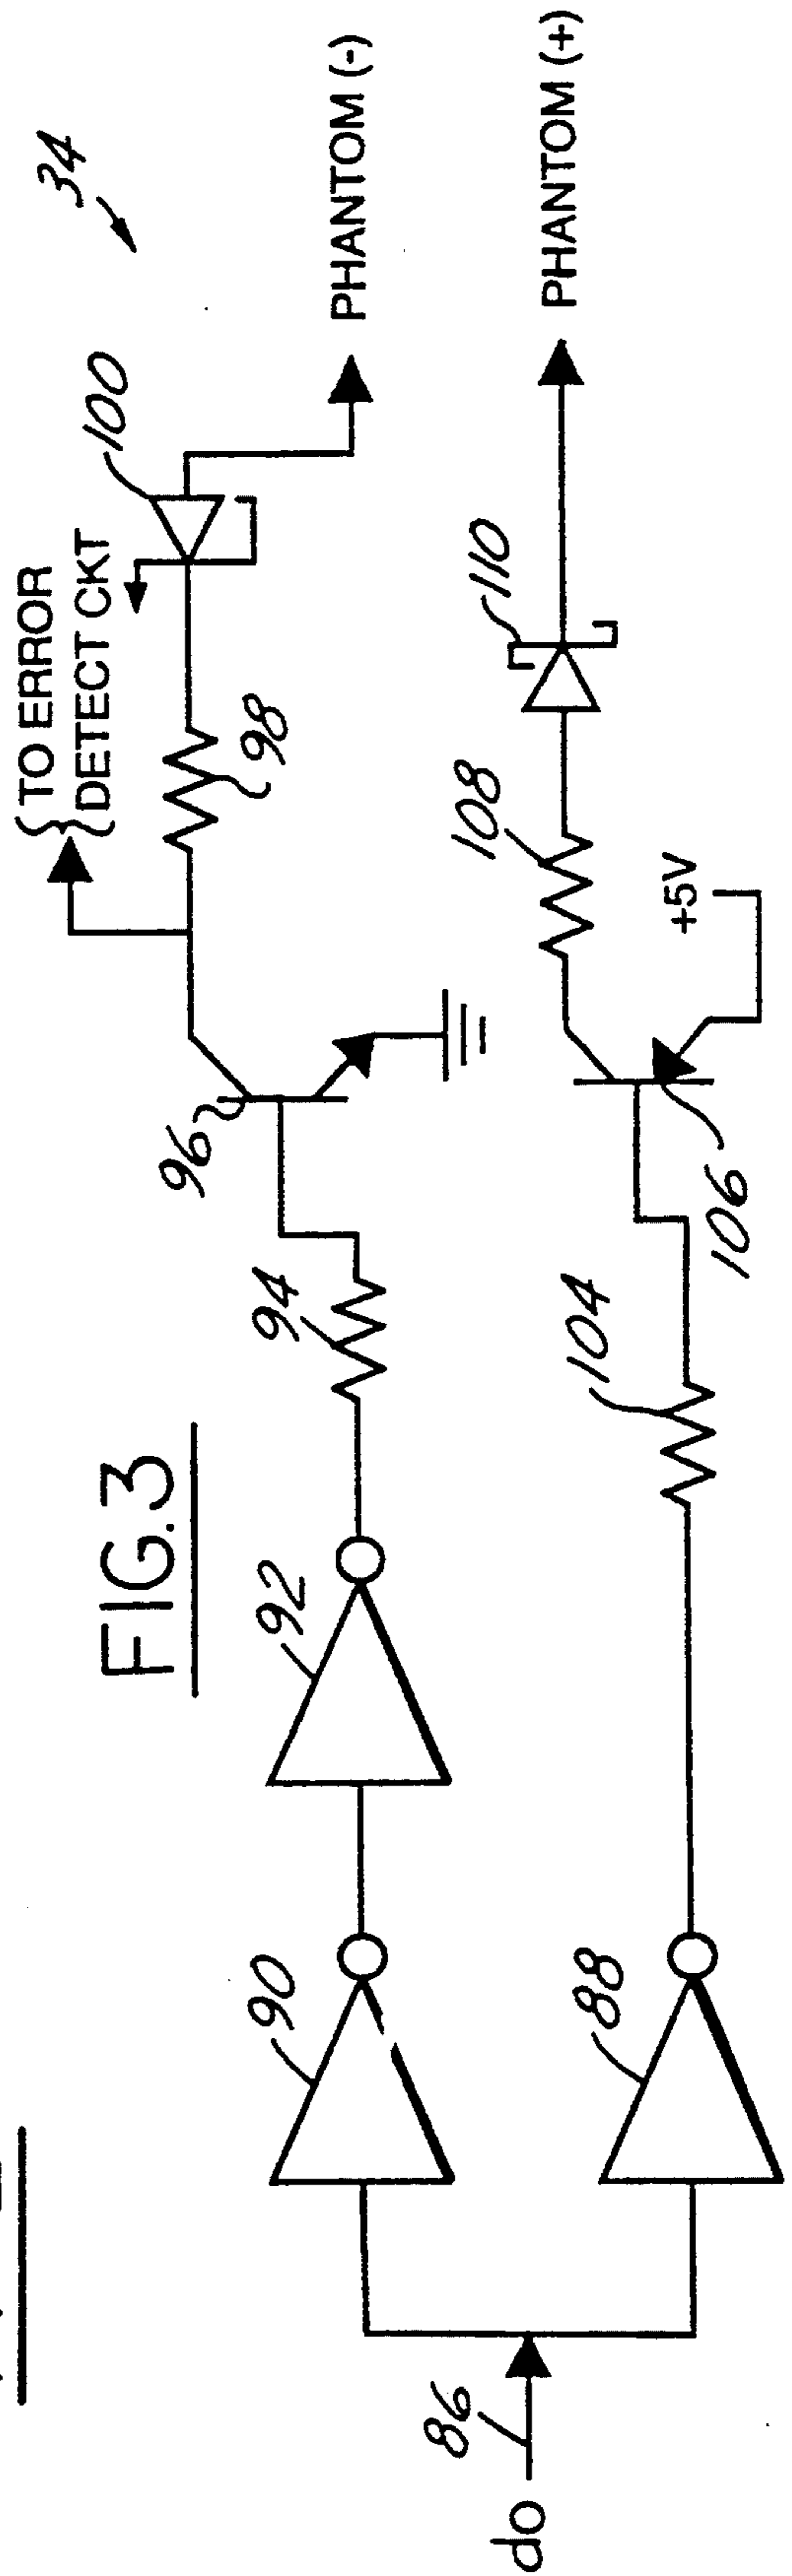 FIG.3
34
TO ERROR
DETECT CKT
100
98
96
94
92
90
PHANTOM (-)
do
86
88
104
106
+5V
108
110
PHANTOM (+)